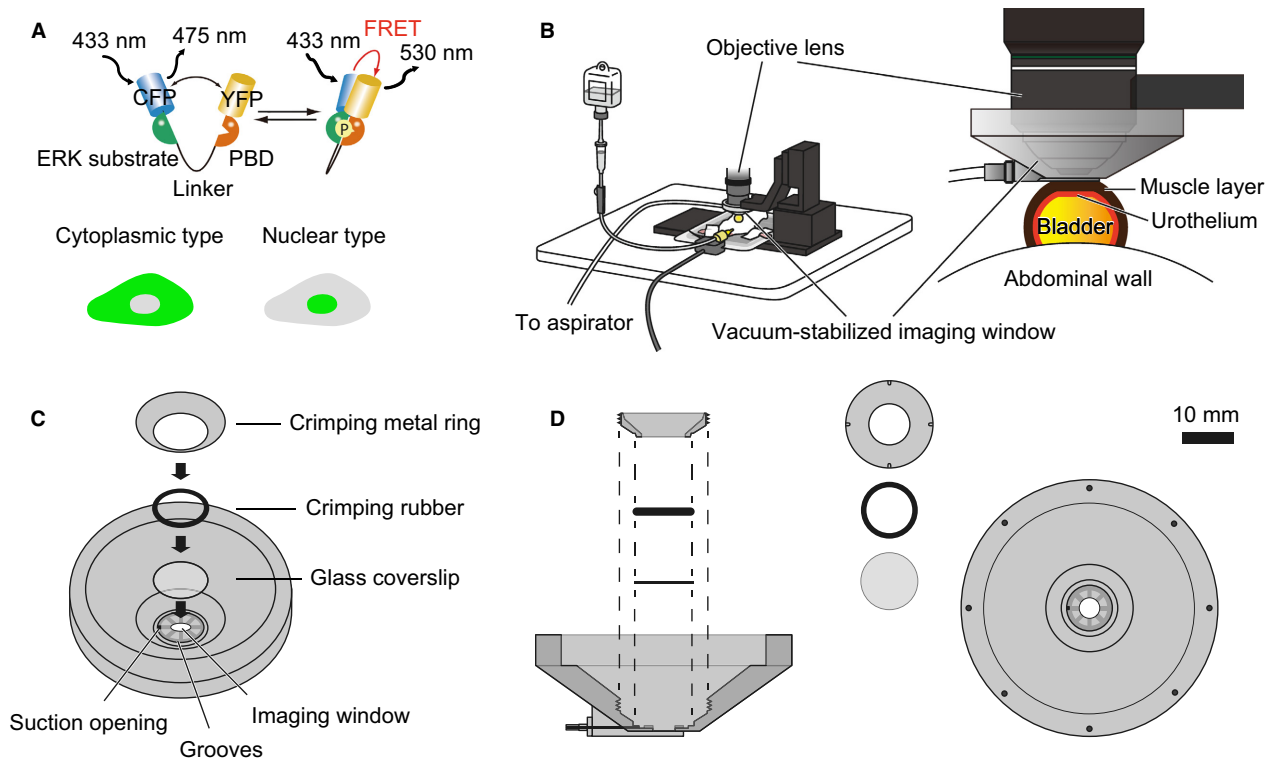 A
433 nm
475 nm
433 nm
FRET
530 nm
CFP
YFP
P
ERK substrate
PBD
Linker
Cytoplasmic type
Nuclear type
B
Objective lens
Muscle layer
Urothelium
Bladder
Abdominal wall
To aspirator
Vacuum-stabilized imaging window
C
Crimping metal ring
Crimping rubber
Glass coverslip
Suction opening
Imaging window
Grooves
D
10 mm